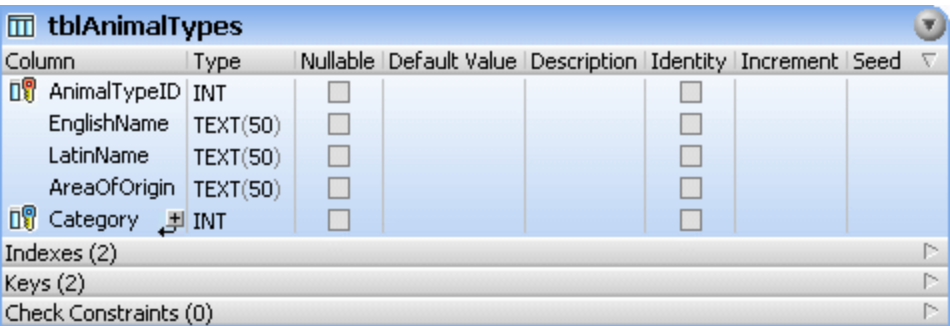 tblAnimalTypes
Column Type Nullable Default Value Description Identity Increment Seed
AnimalTypeID INT
EnglishName TEXT(50)
LatinName TEXT(50)
AreaOfOrigin TEXT(50)
Category INT
Indexes (2)
Keys (2)
Check Constraints (0)